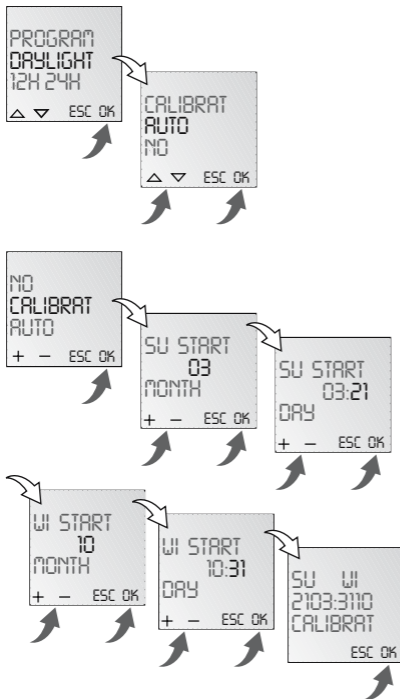 PROGRAM
DAYLIGHT
12H 24H
△ ▽ ESC OK
CALIBRAT
AUTO
NO
△ ▽ ESC OK
NO
CALIBRAT
AUTO
+ − ESC OK
SU START
03
MONTH
+ − ESC OK
SU START
03:21
DAY
+ − ESC OK
WI START
10
MONTH
+ − ESC OK
WI START
10:31
DAY
+ − ESC OK
SU WI
2103:3110
CALIBRAT
ESC OK